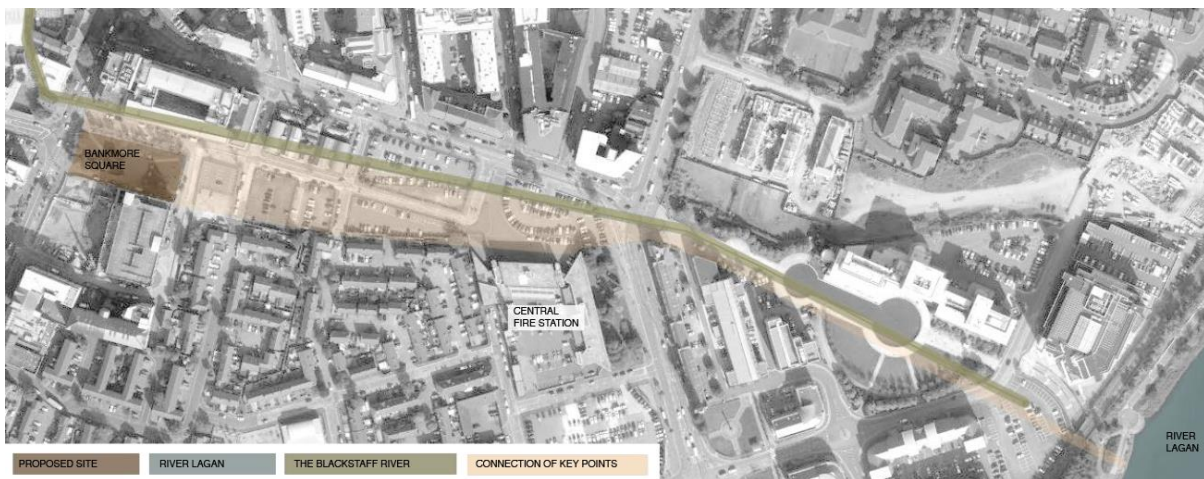 BANKMORE
SQUARE
CENTRAL
FIRE STATION
RIVER
LAGAN
PROPOSED SITE
RIVER LAGAN
THE BLACKSTAFF RIVER
CONNECTION OF KEY POINTS